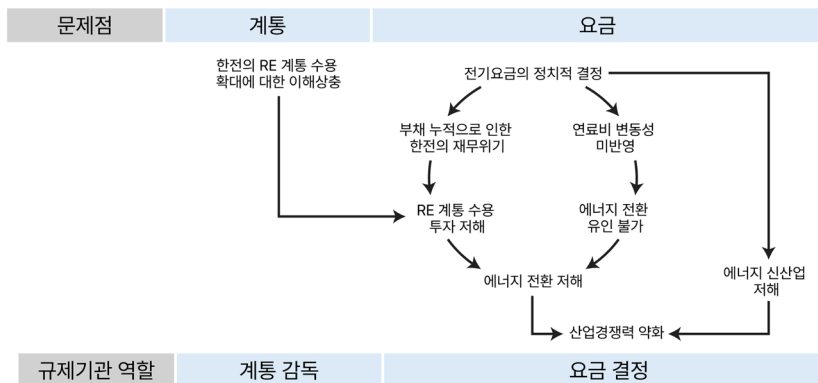 문제점 계통 요금
한전의 RE 계통 수용
확대에 대한 이해상충
전기요금의 정치적 결정
부채 누적으로 인한
한전의 재무위기
연료비 변동성
미반영
RE 계통 수용
투자 저해
에너지 전환
유인 불가
에너지 전환 저해
에너지 신산업
저해
산업경쟁력 약화
규제기관 역할 계통 감독 요금 결정